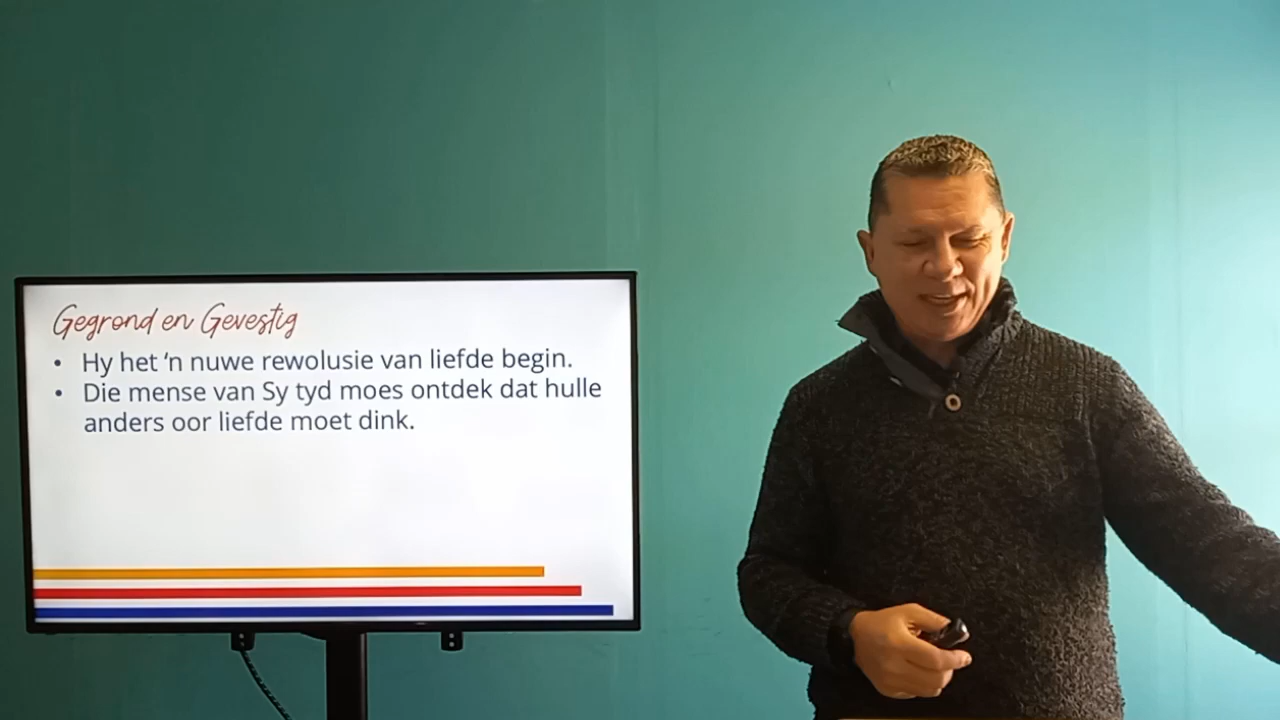 Gegrond en Gevestig
• Hy het ‘n nuwe rewolusie van liefde begin.
• Die mense van Sy tyd moes ontdek dat hulle
anders oor liefde moet dink.